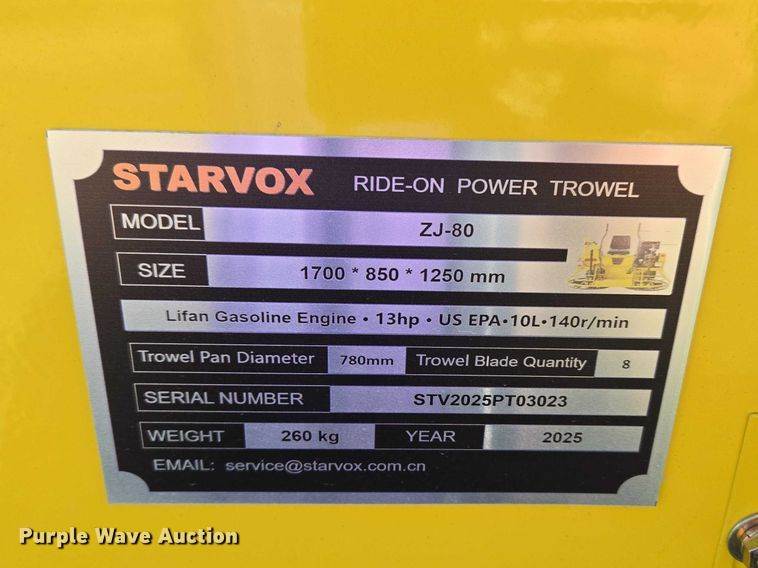 STARVOX RIDE-ON POWER TROWEL
MODEL ZJ-80
SIZE 1700 * 850 * 1250 mm
Lifan Gasoline Engine • 13hp • US EPA•10L•140r/min
Trowel Pan Diameter 780mm Trowel Blade Quantity 8
SERIAL NUMBER STV2025PT03023
WEIGHT 260 kg YEAR 2025
EMAIL: service@starvox.com.cn
Purple Wave Auction